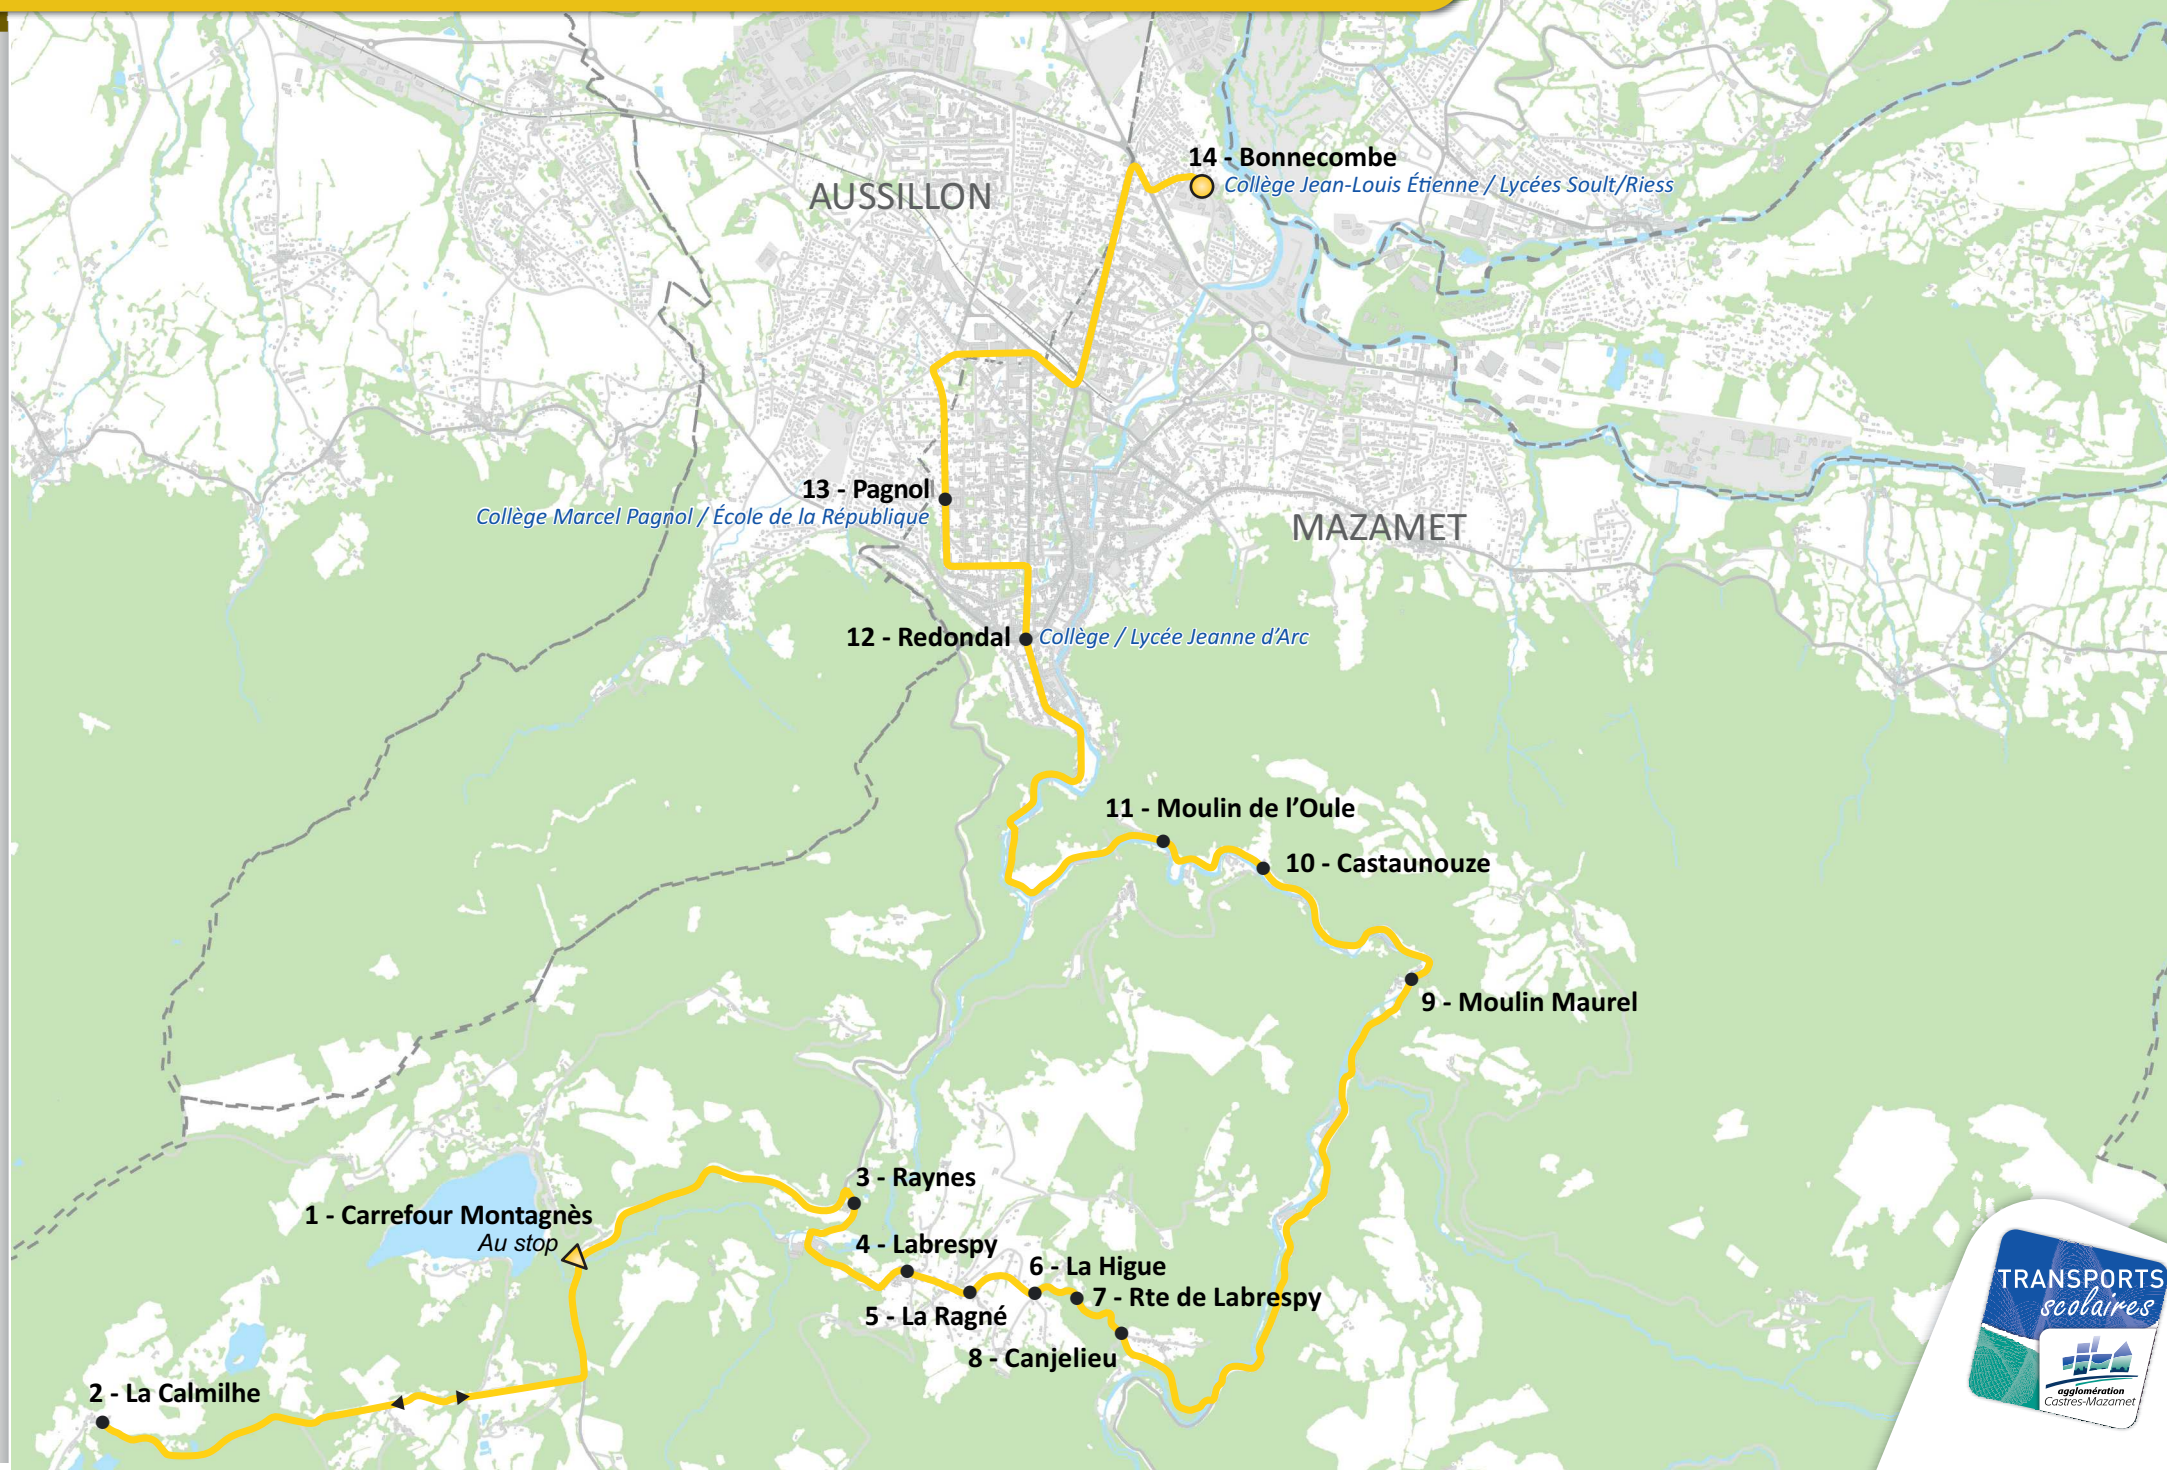 14 - Bonnecombe
Collège Jean-Louis Étienne / Lycées Soult/Riess
AUSSILLON
13 - Pagnol
Collège Marcel Pagnol / École de la République
MAZAMET
12 - Redondal
Collège / Lycée Jeanne d’Arc
11 - Moulin de l’Oule
10 - Castaunouze
9 - Moulin Maurel
3 - Raynes
1 - Carrefour Montagnès
Au stop
4 - Labrespy
6 - La Higue
7 - Rte de Labrespy
5 - La Ragné
8 - Canjelieu
2 - La Calmilhe
TRANSPORTS
scolaires
agglomération
Castres-Mazamet